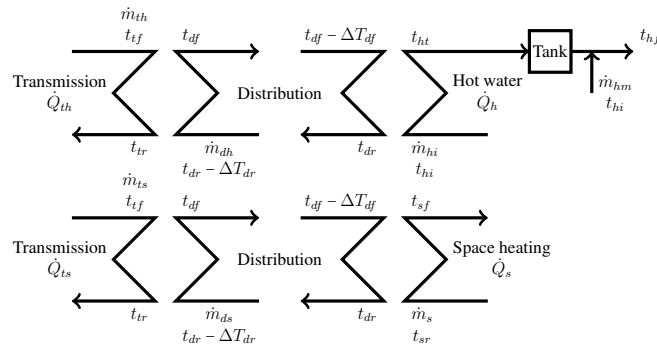 ṁ_th
t_tf t_df t_df − ΔT_df t_ht Tank t_hf
Transmission Distribution Hot water ṁ_hm
Q̇_th Q̇_h t_hi
t_tr ṁ_dh t_dr ṁ_hi
t_dr − ΔT_dr t_hi
ṁ_ts
t_tf t_df t_df − ΔT_df t_sf
Transmission Distribution Space heating
Q̇_ts Q̇_s
t_tr ṁ_ds t_dr ṁ_s
t_dr − ΔT_dr t_sr